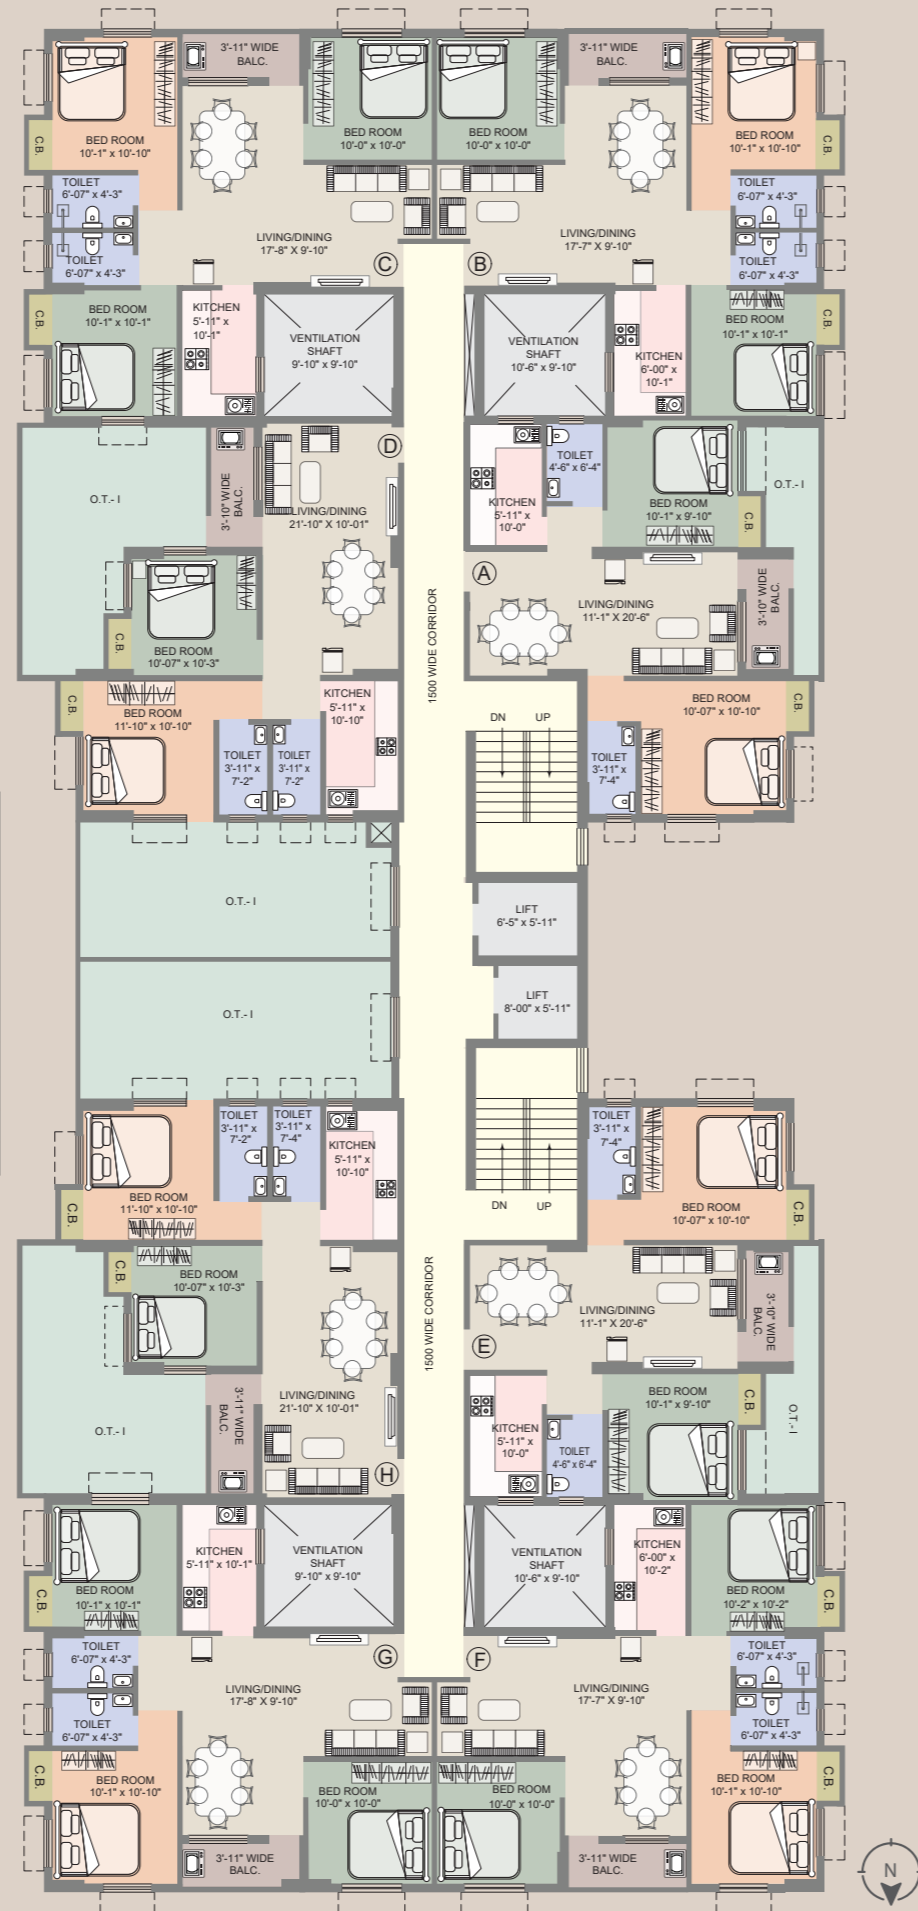 3'-11" WIDE
BALC.
3'-11" WIDE
BALC.
BED ROOM
10'-1" x 10'-10"
BED ROOM
10'-0" x 10'-0"
BED ROOM
10'-0" x 10'-0"
BED ROOM
10'-1" x 10'-10"
C.B.
C.B.
TOILET
6'-07" x 4'-3"
TOILET
6'-07" x 4'-3"
LIVING/DINING
17'-8" X 9'-10"
LIVING/DINING
17'-7" X 9'-10"
TOILET
6'-07" x 4'-3"
TOILET
6'-07" x 4'-3"
C
B
C.B.
BED ROOM
10'-1" x 10'-1"
KITCHEN
5'-11" x
10'-1"
VENTILATION
SHAFT
9'-10" x 9'-10"
VENTILATION
SHAFT
10'-6" x 9'-10"
KITCHEN
6'-00" x
10'-1"
BED ROOM
10'-1" x 10'-1"
C.B.
D
O.T.- I
3'-10" WIDE
BALC.
LIVING/DINING
21'-10" X 10'-01"
KITCHEN
5'-11" x
10'-0"
TOILET
4'-6" x 6'-4"
BED ROOM
10'-1" x 9'-10"
C.B.
O.T.- I
A
C.B.
BED ROOM
10'-07" x 10'-3"
1500 WIDE CORRIDOR
LIVING/DINING
11'-1" X 20'-6"
3'-10" WIDE
BALC.
C.B.
BED ROOM
11'-10" x 10'-10"
KITCHEN
5'-11" x
10'-10"
TOILET
3'-11" x
7'-2"
TOILET
3'-11" x
7'-2"
DN
UP
BED ROOM
10'-07" x 10'-10"
C.B.
TOILET
3'-11" x
7'-4"
O.T.- I
LIFT
6'-5" x 5'-11"
O.T.- I
LIFT
8'-00" x 5'-11"
TOILET
3'-11" x
7'-2"
TOILET
3'-11" x
7'-4"
KITCHEN
5'-11" x
10'-10"
TOILET
3'-11" x
7'-4"
C.B.
BED ROOM
11'-10" x 10'-10"
DN
UP
BED ROOM
10'-07" x 10'-10"
C.B.
C.B.
BED ROOM
10'-07" x 10'-3"
1500 WIDE CORRIDOR
E
LIVING/DINING
11'-1" X 20'-6"
3'-10" WIDE
BALC.
O.T.- I
3'-11" WIDE
BALC.
LIVING/DINING
21'-10" X 10'-01"
H
KITCHEN
5'-11" x
10'-0"
TOILET
4'-6" x 6'-4"
BED ROOM
10'-1" x 9'-10"
C.B.
O.T.- I
C.B.
BED ROOM
10'-1" x 10'-1"
KITCHEN
5'-11" x 10'-1"
VENTILATION
SHAFT
9'-10" x 9'-10"
VENTILATION
SHAFT
10'-6" x 9'-10"
KITCHEN
6'-00" x
10'-2"
BED ROOM
10'-2" x 10'-2"
C.B.
G
F
TOILET
6'-07" x 4'-3"
TOILET
6'-07" x 4'-3"
LIVING/DINING
17'-8" X 9'-10"
LIVING/DINING
17'-7" X 9'-10"
TOILET
6'-07" x 4'-3"
TOILET
6'-07" x 4'-3"
C.B.
BED ROOM
10'-1" x 10'-10"
BED ROOM
10'-0" x 10'-0"
BED ROOM
10'-0" x 10'-0"
BED ROOM
10'-1" x 10'-10"
C.B.
3'-11" WIDE
BALC.
3'-11" WIDE
BALC.
N